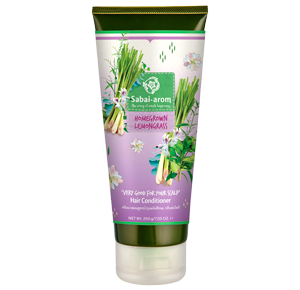 Sabai-arom
HOMEGROWN
LEMONGRASS
"VERY GOOD FOR YOUR SCALP"
Hair Conditioner